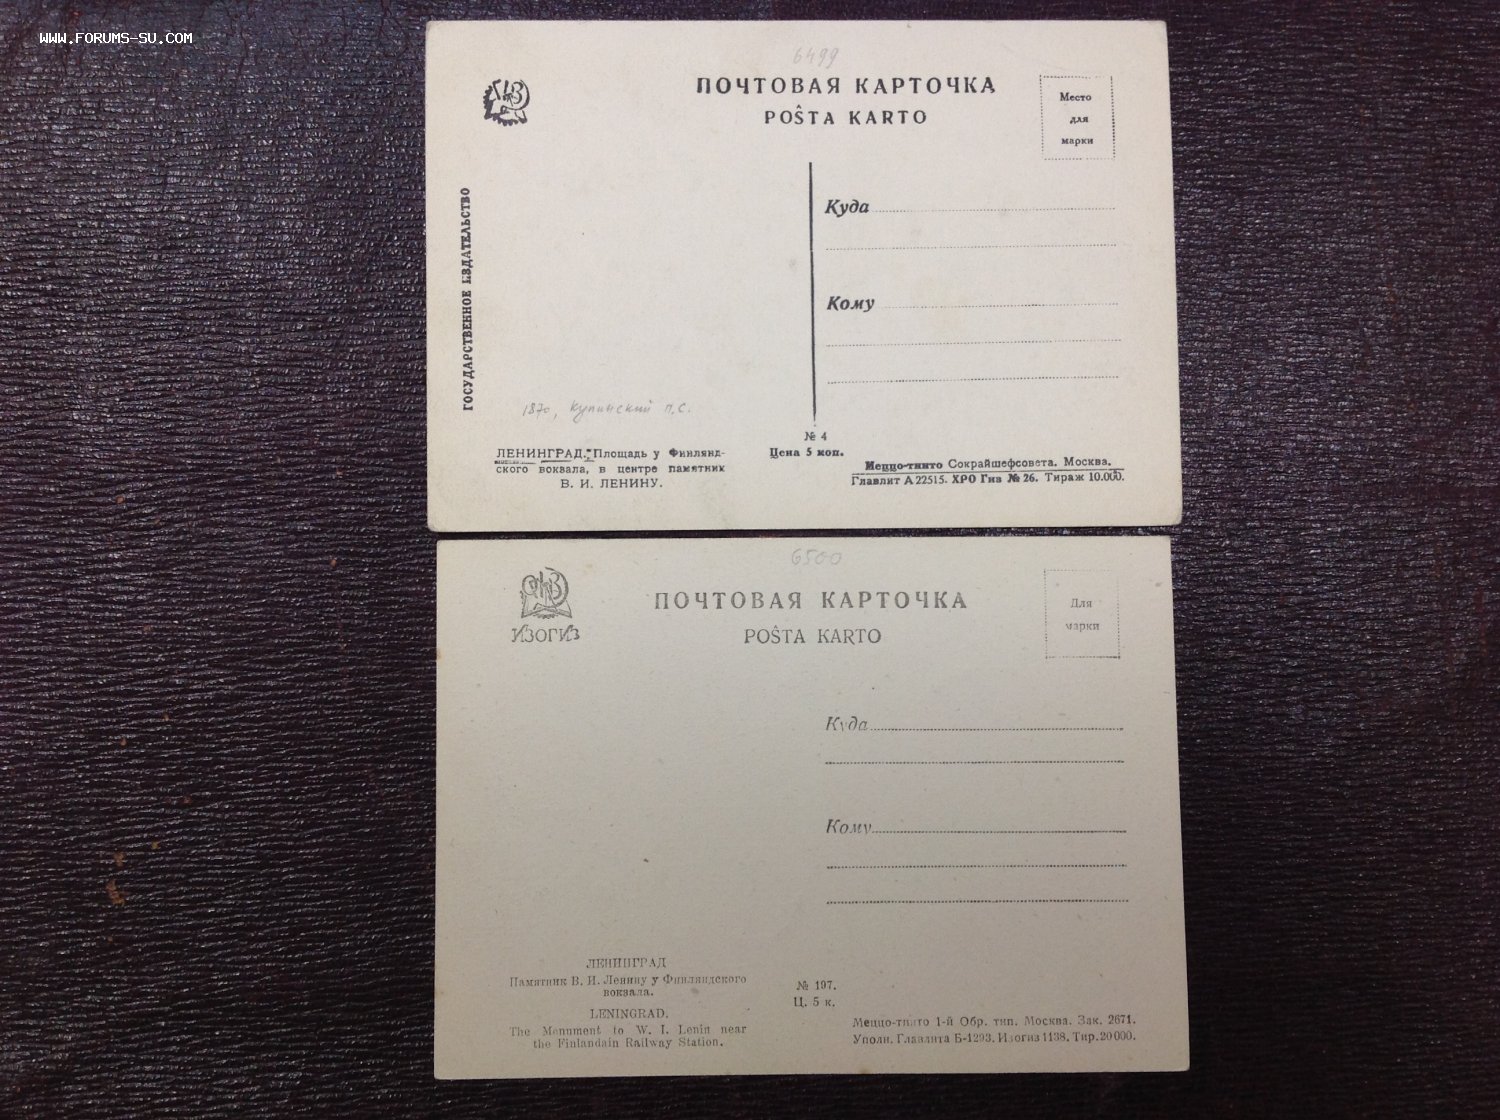 WWW.FORUMS-SU.COM
6499
ГИЗ
ПОЧТОВАЯ КАРТОЧКА
POŜTA KARTO
Место
для
марки
ГОСУДАРСТВЕННОЕ ИЗДАТЕЛЬСТВО
Куда
Кому
1870, Купинский П.С.
№ 4
Цена 5 коп.
ЛЕНИНГРАД. Площадь у Финлянд-
ского вокзала, в центре памятник
В. И. ЛЕНИНУ.
Меццо-тинто Сокрайшефсовета. Москва.
Главлит А 22515. ХРО Гиз № 26. Тираж 10.000.
6500
ОГИЗ
ИЗОГИЗ
ПОЧТОВАЯ КАРТОЧКА
POŜTA KARTO
Для
марки
Куда
Кому
ЛЕНИНГРАД
Памятник В. И. Ленину у Финляндского
вокзала.
LENINGRAD.
The Monument to W. I. Lenin near
the Finlandain Railway Station.
№ 197.
Ц. 5 к.
Меццо-тинто 1-й Обр. тип. Москва. Зак. 2671.
Уполн. Главлита Б-1293. Изогиз 1138. Тир. 20000.